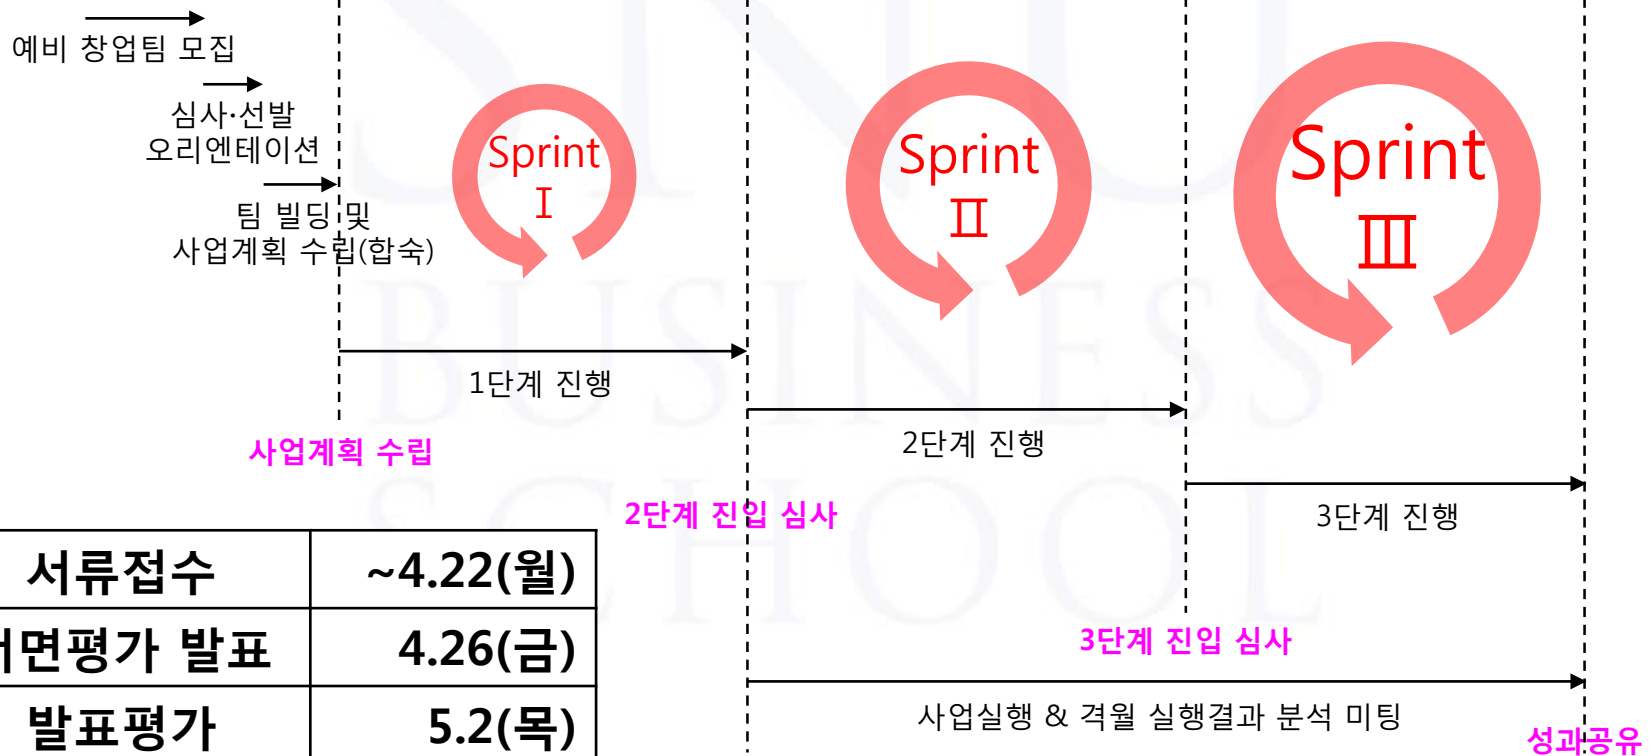 예비 창업팀 모집
심사·선발
오리엔테이션
팀 빌딩 및
사업계획 수립(합숙)
Sprint
Ⅰ
Sprint
Ⅱ
Sprint
Ⅲ
1단계 진행
2단계 진행
3단계 진행
사업계획 수립
2단계 진입 심사
3단계 진입 심사
사업실행 & 격월 실행결과 분석 미팅
성과공유
서류접수 ~4.22(월)
면평가 발표 4.26(금)
발표평가 5.2(목)
SNU
BUSINESS
SCHOOL